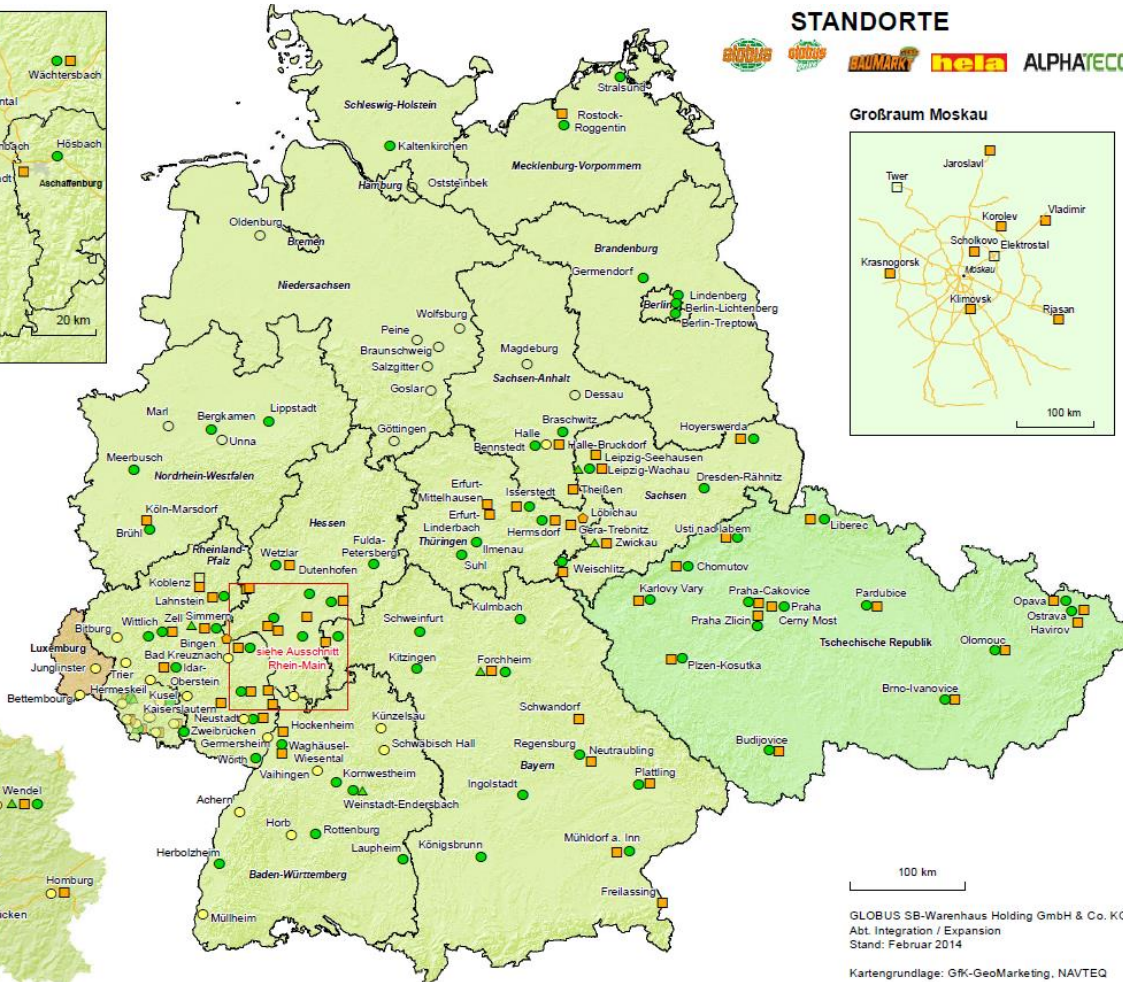 STANDORTE
GLOBUS
GLOBUS
BAUMARKT
hela
ALPHATECC
Großraum Moskau
Jaroslavl
Twer
Vladimir
Korolev
Scholkovo
Elektrostal
Krasnogorsk
Moskau
Klimovsk
Rjasan
100 km
Wächtersbach
Hösbach
Aschaffenburg
20 km
Stralsund
Schleswig-Holstein
Rostock-
Roggentin
Kaltenkirchen
Mecklenburg-Vorpommern
Hamburg
Oststeinbek
Oldenburg
Bremen
Brandenburg
Germendorf
Niedersachsen
Berlin
Lindenberg
Berlin-Lichtenberg
Berlin-Treptow
Wolfsburg
Peine
Braunschweig
Magdeburg
Salzgitter
Sachsen-Anhalt
Goslar
Dessau
Marl
Bergkamen
Lippstadt
Unna
Göttingen
Braschwitz
Halle
Bennstedt
Halle-Bruckdorf
Hoyerswerda
Leipzig-Seehausen
Leipzig-Wachau
Meerbusch
Nordrhein-Westfalen
Dresden-Rähnitz
Theißen
Sachsen
Erfurt-
Mittelhausen
Isserstedt
Köln-Marsdorf
Hessen
Erfurt-
Linderbach
Löbichau
Brühl
Hermsdorf
Gera-Trebnitz
Usti nad labem
Liberec
Fulda-
Petersberg
Thüringen
Ilmenau
Zwickau
Rheinland-
Pfalz
Wetzlar
Suhl
Weischlitz
Dutenhofen
Chomutov
Koblenz
Karlovy Vary
Praha-Cakovice
Pardubice
Opava
Lahnstein
Praha
Cerny Most
Ostrava
Havirov
Praha Zlicin
Wittlich
Zell
Simmern
Schweinfurt
Kulmbach
Tschechische Republik
Bitburg
Olomouc
Luxemburg
Bingen
siehe Ausschnitt
Rhein-Main
Bad Kreuznach
Kitzingen
Forchheim
Plzen-Kosutka
Junglinster
Trier
Idar-
Oberstein
Bettembourg
Hermeskeil
Kusel
Brno-Ivanovice
Kaiserslautern
Künzelsau
Schwandorf
Neustadt
Hockenheim
Zweibrücken
Germersheim
Waghäusel-
Wiesental
Schwäbisch Hall
Regensburg
Neutraubling
Budijovice
Wörth
Bayern
Vaihingen
Kornwestheim
Plattling
Wendel
Ingolstadt
Weinstadt-Endersbach
Achern
Horb
Rottenburg
Mühldorf a. Inn
Herbolzheim
Laupheim
Königsbrunn
Baden-Württemberg
Homburg
Freilassing
Müllheim
100 km
GLOBUS SB-Warenhaus Holding GmbH & Co. KG
Abt. Integration / Expansion
Stand: Februar 2014
Kartengrundlage: GfK-GeoMarketing, NAVTEQ